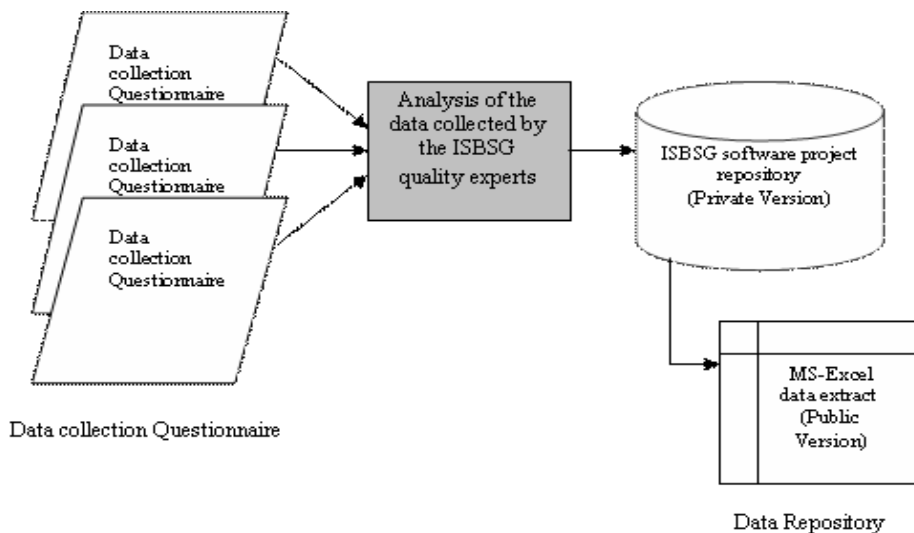 Data
collection
Questionnaire
Data
collection
Questionnaire
Data
collection
Questionnaire
Data collection Questionnaire
Analysis of the
data collected by
the ISBSG
quality experts
ISBSG software project
repository
(Private Version)
MS-Excel
data extract
(Public
Version)
Data Repository